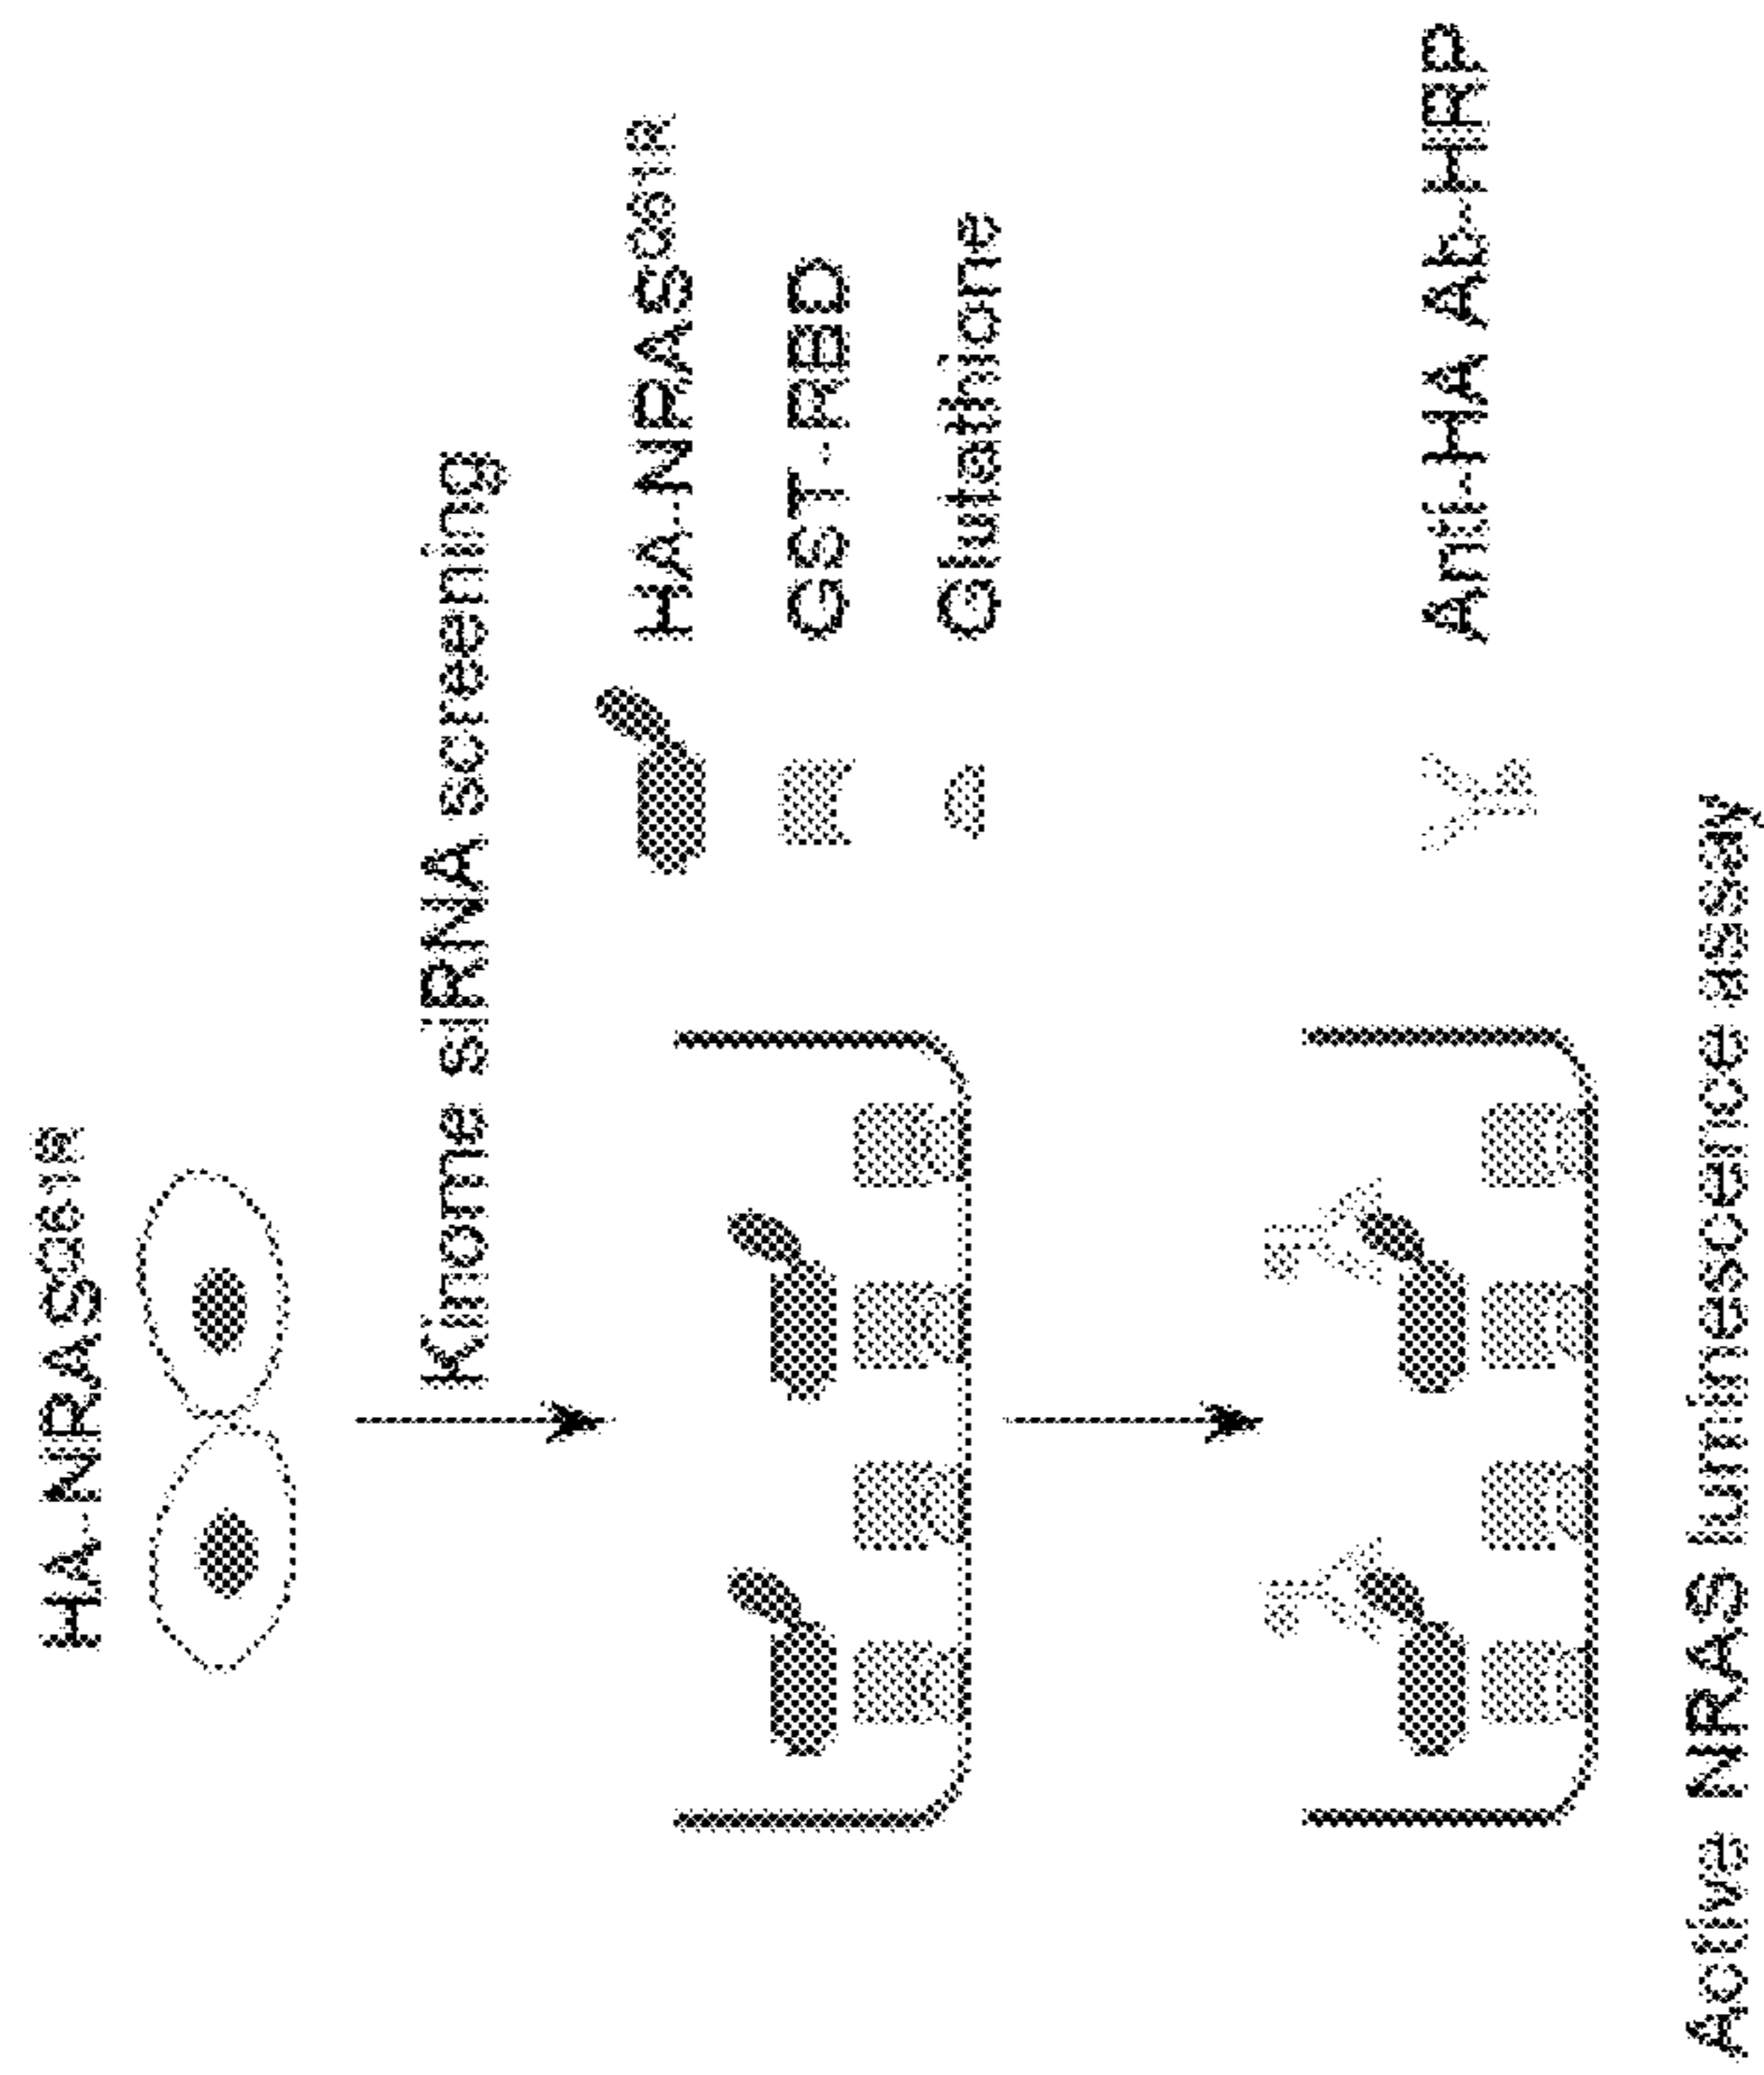 HA-NRASQ61R
Kinome siRNA screening
HA-NRASQ61R
GST-RBD
Glutathione
Anti-HA Ab-HRP
Active NRAS luminescence assay